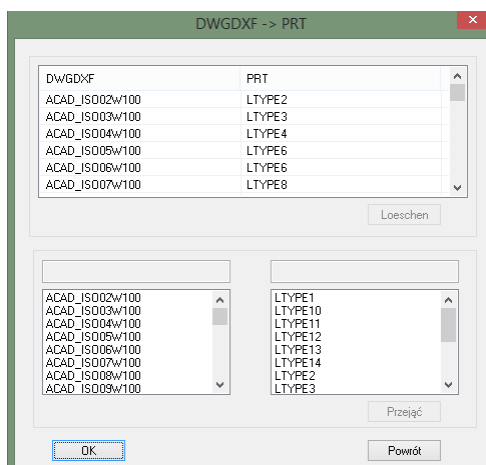 DWGDXF -> PRT
DWGDXF PRT
ACAD_ISO02W100 LTYPE2
ACAD_ISO03W100 LTYPE3
ACAD_ISO04W100 LTYPE4
ACAD_ISO05W100 LTYPE6
ACAD_ISO06W100 LTYPE6
ACAD_ISO07W100 LTYPE8
Loeschen
ACAD_ISO02W100 LTYPE1
ACAD_ISO03W100 LTYPE10
ACAD_ISO04W100 LTYPE11
ACAD_ISO05W100 LTYPE12
ACAD_ISO06W100 LTYPE13
ACAD_ISO07W100 LTYPE14
ACAD_ISO08W100 LTYPE2
ACAD_ISO09W100 LTYPE3
Przejąć
OK Powrót